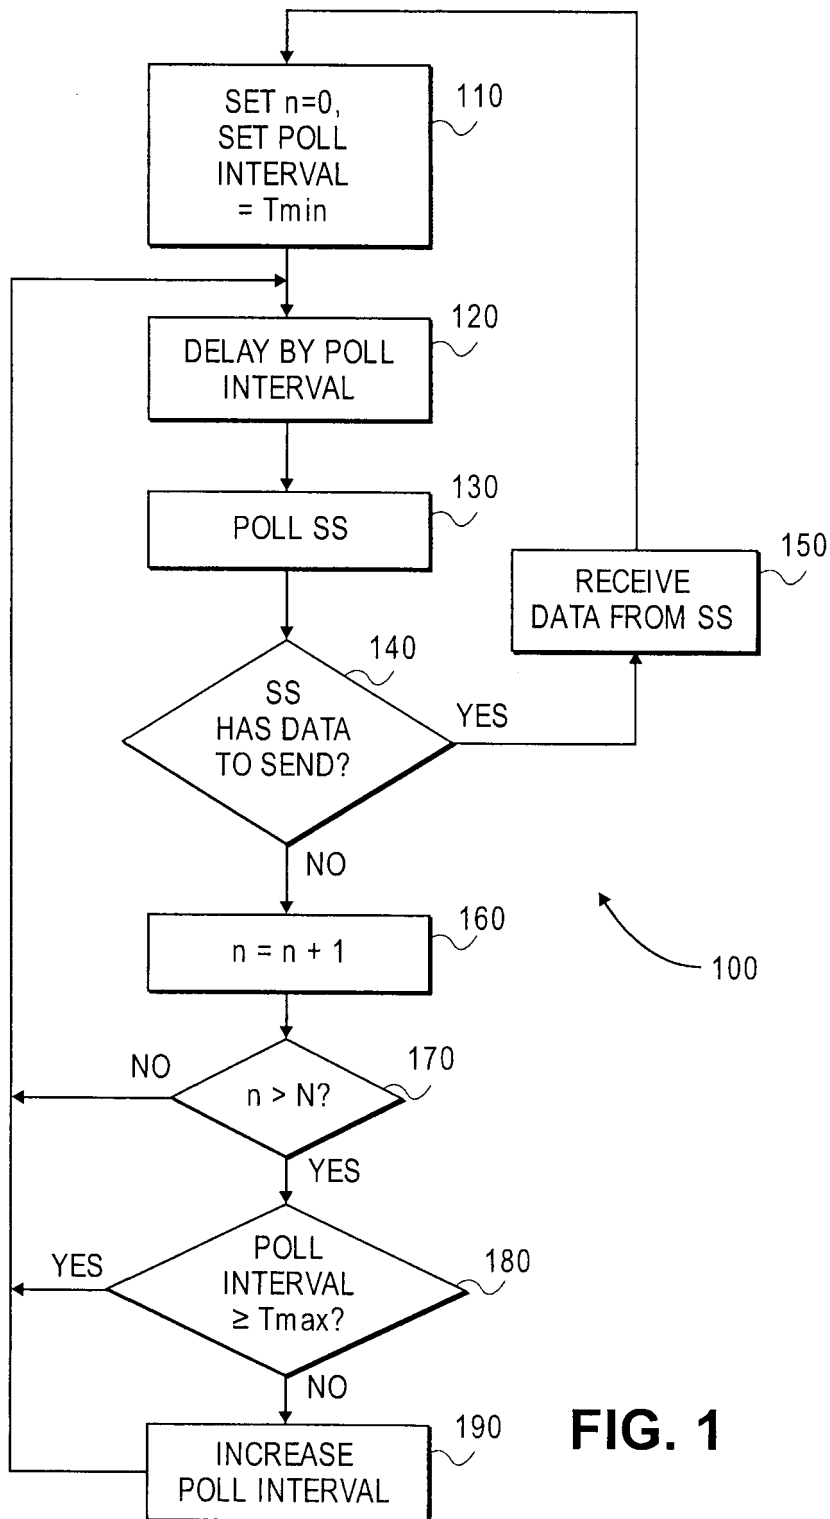 SET n=0,
SET POLL
INTERVAL
= Tmin
110
DELAY BY POLL
INTERVAL
120
POLL SS
130
SS
HAS DATA
TO SEND?
140
YES
RECEIVE
DATA FROM SS
150
NO
n = n + 1
160
100
n > N?
170
NO
YES
POLL
INTERVAL
≥ Tmax?
180
YES
NO
INCREASE
POLL INTERVAL
190
FIG. 1